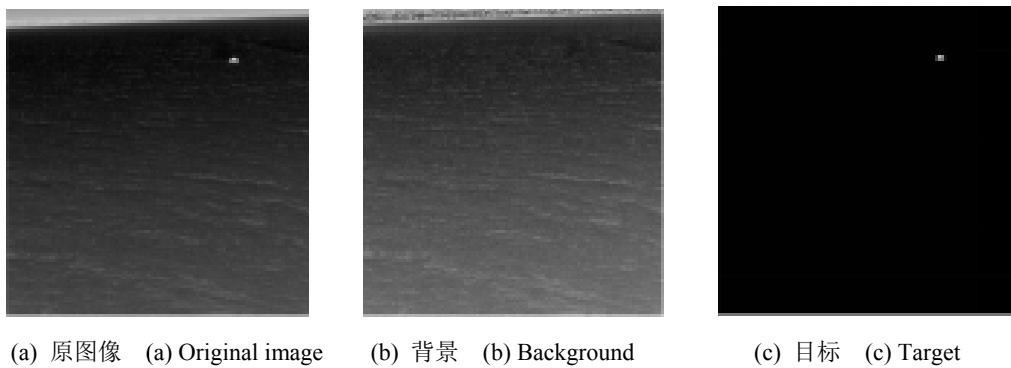 (a) 原图像 (a) Original image
(b) 背景 (b) Background
(c) 目标 (c) Target